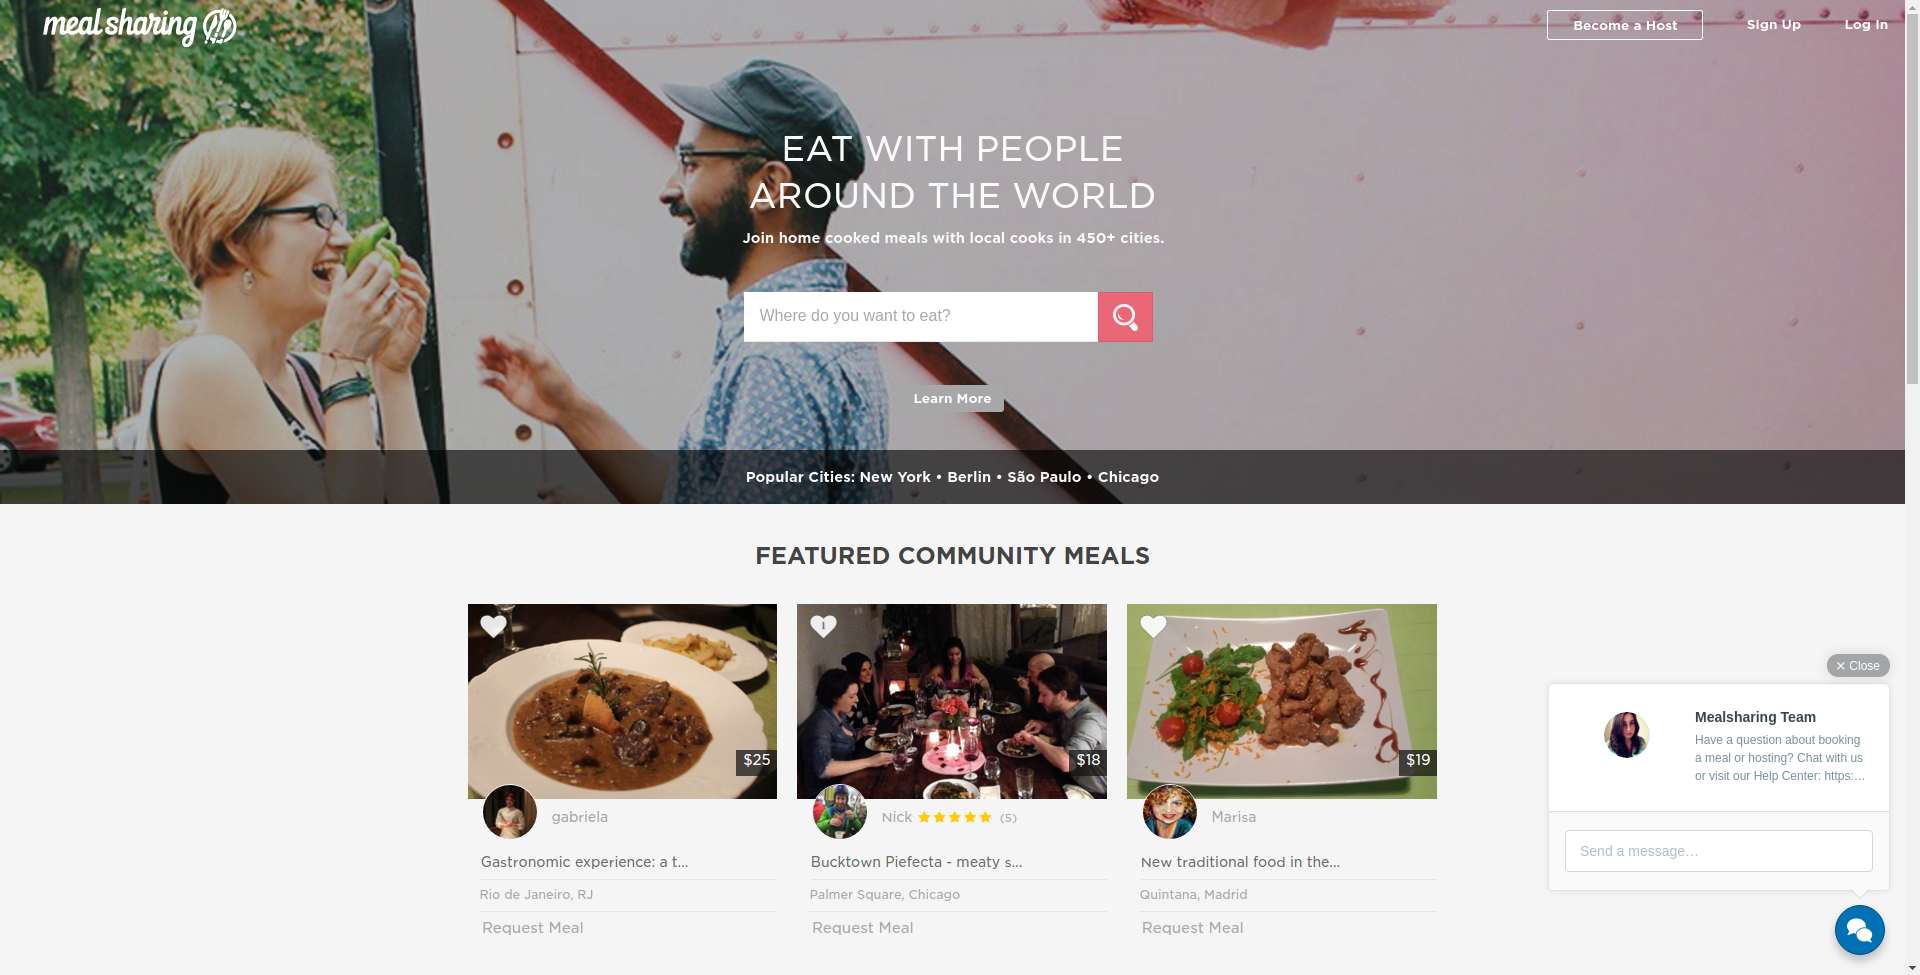 meal sharing
Become a Host
Sign Up
Log In
EAT WITH PEOPLE
AROUND THE WORLD
Join home cooked meals with local cooks in 450+ cities.
Where do you want to eat?
Learn More
Popular Cities: New York • Berlin • São Paulo • Chicago
FEATURED COMMUNITY MEALS
$25
gabriela
Gastronomic experience: a t...
Rio de Janeiro, RJ
Request Meal
1
$18
Nick (5)
Bucktown Piefecta - meaty s...
Palmer Square, Chicago
Request Meal
$19
Marisa
New traditional food in the...
Quintana, Madrid
Request Meal
× Close
Mealsharing Team
Have a question about booking
a meal or hosting? Chat with us
or visit our Help Center: https:...
Send a message...